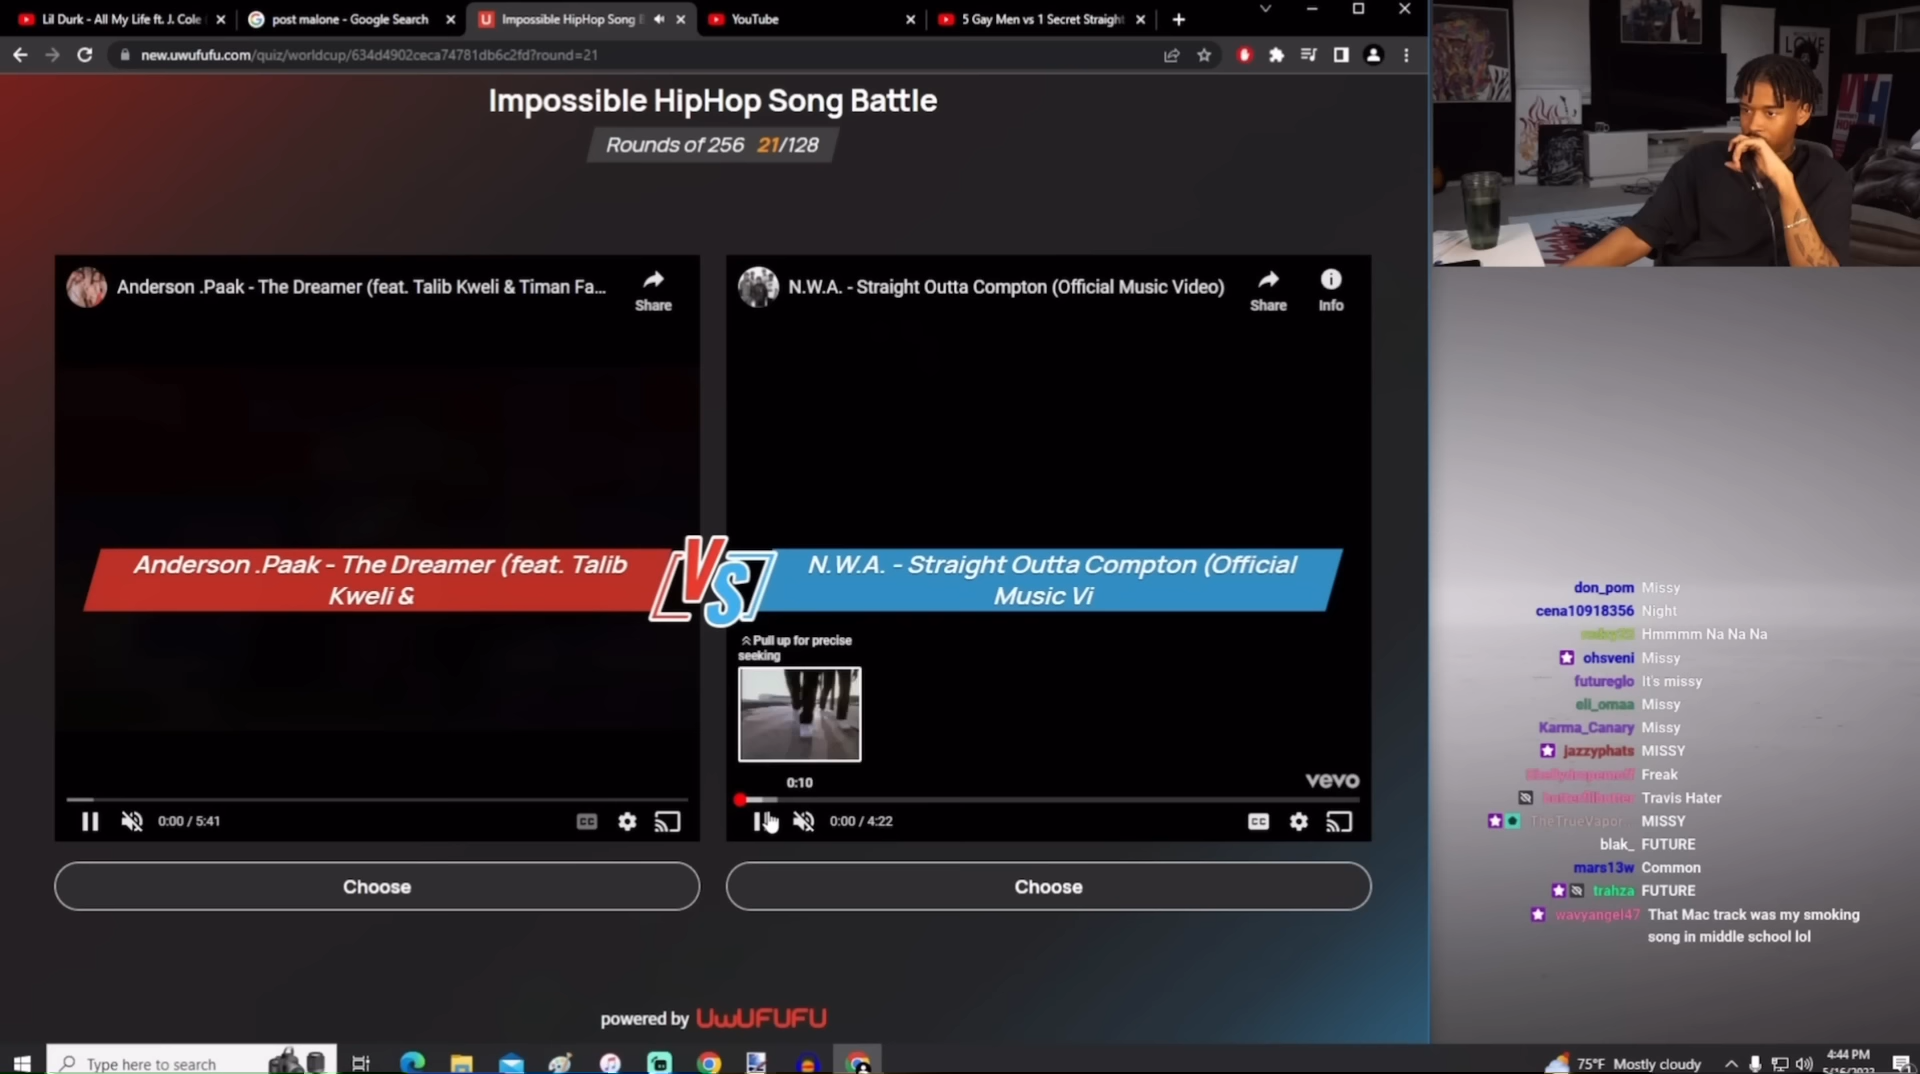 Lil Durk - All My Life ft. J. Cole
post malone - Google Search
Impossible HipHop Song
YouTube
5 Gay Men vs 1 Secret Straight
new.uwufufu.com/quiz/worldcup/634d4902ceca74781db6c2fd?round=21
Impossible HipHop Song Battle
Rounds of 256 21/128
Anderson .Paak - The Dreamer (feat. Talib Kweli & Timan Fa...
Share
N.W.A. - Straight Outta Compton (Official Music Video)
Share
Info
Anderson .Paak - The Dreamer (feat. Talib
Kweli &
VS
N.W.A. - Straight Outta Compton (Official
Music Vi
Pull up for precise
seeking
0:10
vevo
0:00 / 5:41
CC
0:00 / 4:22
CC
Choose
Choose
powered by UwUFUFU
LOVE
don_pom Missy
cena10918356 Night
Hmmmm Na Na Na
ohsveni Missy
futureglo It's missy
eli_omaa Missy
Karma_Canary Missy
jazzyphats MISSY
Freak
Travis Hater
TheTrueVapor... MISSY
blak_ FUTURE
mars13w Common
trahza FUTURE
wavyangel47 That Mac track was my smoking
song in middle school lol
Type here to search
75°F Mostly cloudy
4:44 PM